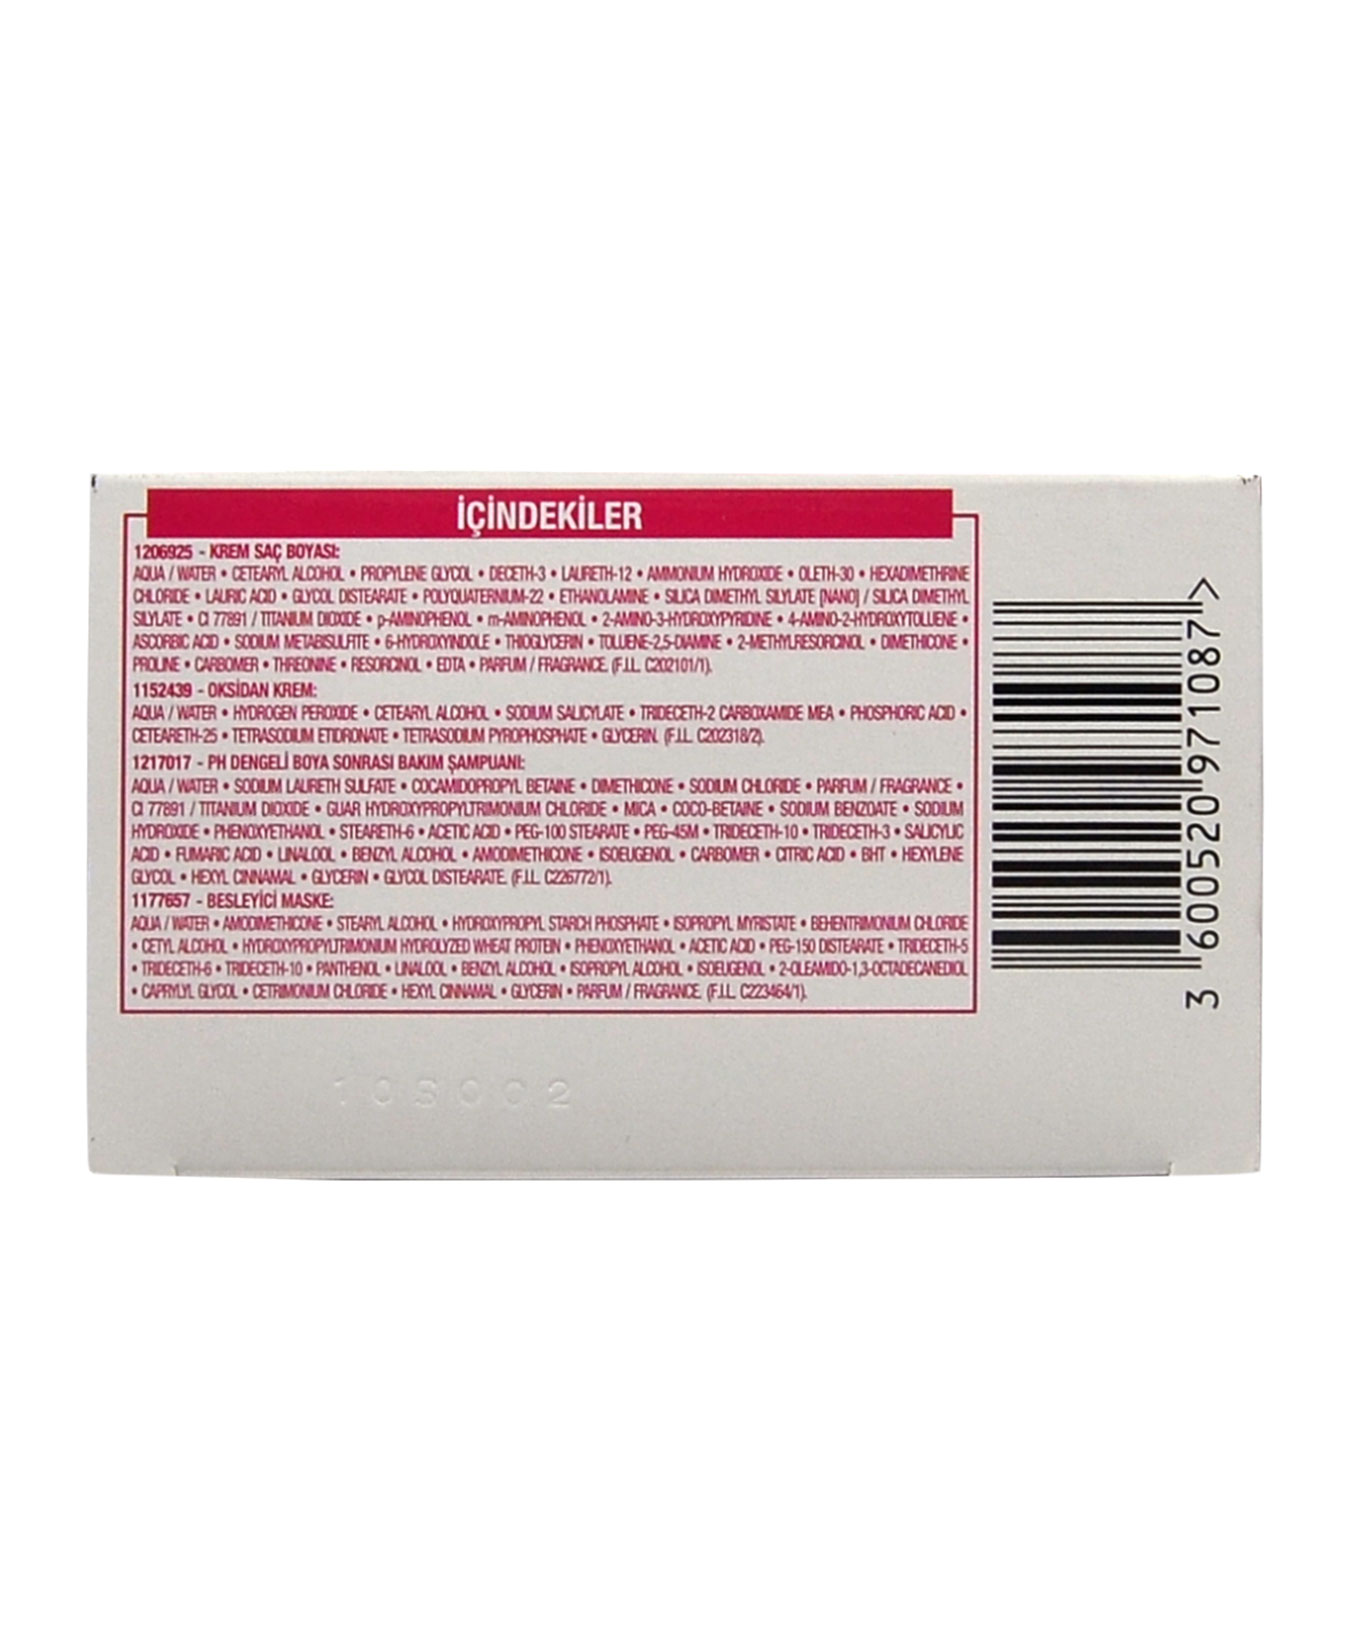 İÇİNDEKİLER
1206925 - KREM SAÇ BOYASI:
AQUA / WATER • CETEARYL ALCOHOL • PROPYLENE GLYCOL • DECETH-3 • LAURETH-12 • AMMONIUM HYDROXIDE • OLETH-30 • HEXADIMETHRINE
CHLORIDE • LAURIC ACID • GLYCOL DISTEARATE • POLYQUATERNIUM-22 • ETHANOLAMINE • SILICA DIMETHYL SILYLATE [NANO] / SILICA DIMETHYL
SILYLATE • CI 77891 / TITANIUM DIOXIDE • p-AMINOPHENOL • m-AMINOPHENOL • 2-AMINO-3-HYDROXYPYRIDINE • 4-AMINO-2-HYDROXYTOLUENE •
ASCORBIC ACID • SODIUM METABISULFITE • 6-HYDROXYINDOLE • THIOGLYCERIN • TOLUENE-2,5-DIAMINE • 2-METHYLRESORCINOL • DIMETHICONE •
PROLINE • CARBOMER • THREONINE • RESORCINOL • EDTA • PARFUM / FRAGRANCE. (F.I.L. C202101/1).
1152439 - OKSİDAN KREM:
AQUA / WATER • HYDROGEN PEROXIDE • CETEARYL ALCOHOL • SODIUM SALICYLATE • TRIDECETH-2 CARBOXAMIDE MEA • PHOSPHORIC ACID •
CETEARETH-25 • TETRASODIUM ETIDRONATE • TETRASODIUM PYROPHOSPHATE • GLYCERIN. (F.I.L. C202318/2).
1217017 - PH DENGELİ BOYA SONRASI BAKIM ŞAMPUANI:
AQUA / WATER • SODIUM LAURETH SULFATE • COCAMIDOPROPYL BETAINE • DIMETHICONE • SODIUM CHLORIDE • PARFUM / FRAGRANCE •
CI 77891 / TITANIUM DIOXIDE • GUAR HYDROXYPROPYLTRIMONIUM CHLORIDE • MICA • COCO-BETAINE • SODIUM BENZOATE • SODIUM
HYDROXIDE • PHENOXYETHANOL • STEARETH-6 • ACETIC ACID • PEG-100 STEARATE • PEG-45M • TRIDECETH-10 • TRIDECETH-3 • SALICYLIC
ACID • FUMARIC ACID • LINALOOL • BENZYL ALCOHOL • AMODIMETHICONE • ISOEUGENOL • CARBOMER • CITRIC ACID • BHT • HEXYLENE
GLYCOL • HEXYL CINNAMAL • GLYCERIN • GLYCOL DISTEARATE. (F.I.L. C226772/1).
1177657 - BESLEYİCİ MASKE:
AQUA / WATER • AMODIMETHICONE • STEARYL ALCOHOL • HYDROXYPROPYL STARCH PHOSPHATE • ISOPROPYL MYRISTATE • BEHENTRIMONIUM CHLORIDE
• CETYL ALCOHOL • HYDROXYPROPYLTRIMONIUM HYDROLYZED WHEAT PROTEIN • PHENOXYETHANOL • ACETIC ACID • PEG-150 DISTEARATE • TRIDECETH-5
• TRIDECETH-6 • TRIDECETH-10 • PANTHENOL • LINALOOL • BENZYL ALCOHOL • ISOPROPYL ALCOHOL • ISOEUGENOL • 2-OLEAMIDO-1,3-OCTADECANEDIOL
• CAPRYLYL GLYCOL • CETRIMONIUM CHLORIDE • HEXYL CINNAMAL • GLYCERIN • PARFUM / FRAGRANCE. (F.I.L. C223464/1).
3 600520 971087 >